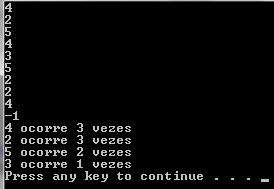 4
2
5
4
3
5
2
2
4
-1
4 ocorre 3 vezes
2 ocorre 3 vezes
5 ocorre 2 vezes
3 ocorre 1 vezes
Press any key to continue . . . _